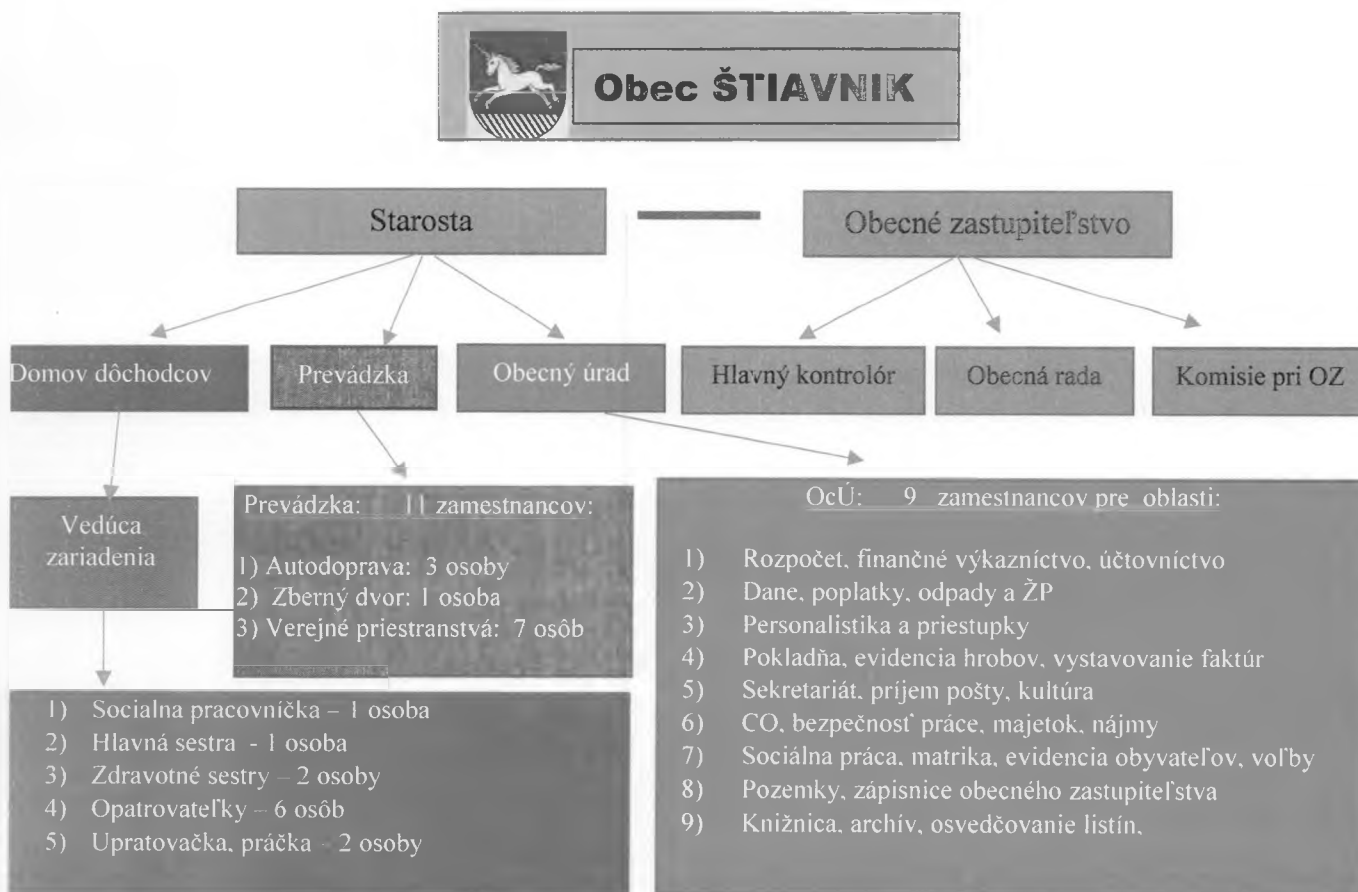 Obec ŠTIAVNIK
Starosta
Obecné zastupiteľstvo
Domov dôchodcov
Prevádzka
Obecný úrad
Hlavný kontrolór
Obecná rada
Komisie pri OZ
Vedúca
zariadenia
Prevádzka: 11 zamestnancov:
1) Autodoprava: 3 osoby
2) Zberný dvor: 1 osoba
3) Verejné priestranstvá: 7 osôb
OcÚ: 9 zamestnancov pre oblasti:
1) Rozpočet, finančné výkazníctvo, účtovníctvo
2) Dane, poplatky, odpady a ŽP
3) Personalistika a priestupky
4) Pokladňa, evidencia hrobov, vystavovanie faktúr
5) Sekretariát, príjem pošty, kultúra
6) CO, bezpečnosť práce, majetok, nájmy
7) Sociálna práca, matrika, evidencia obyvateľov, voľby
8) Pozemky, zápisnice obecného zastupiteľstva
9) Knižnica, archív, osvedčovanie listín,
1) Socialna pracovníčka – 1 osoba
2) Hlavná sestra - 1 osoba
3) Zdravotné sestry – 2 osoby
4) Opatrovateľky – 6 osôb
5) Upratovačka, práčka – 2 osoby